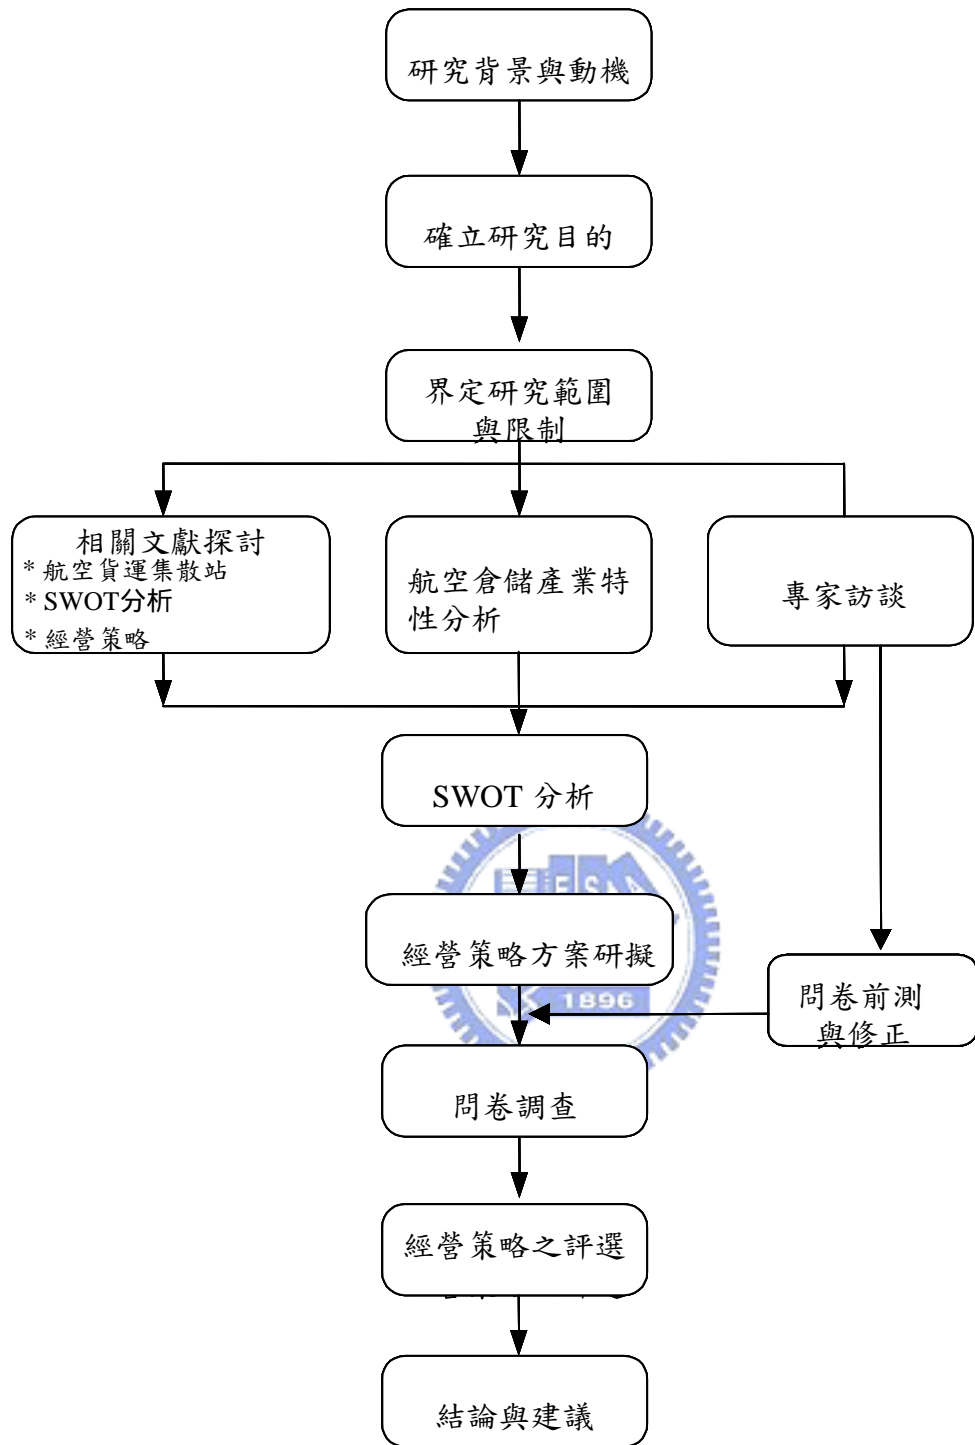 研究背景與動機
確立研究目的
界定研究範圍
與限制
相關文獻探討
* 航空貨運集散站
* SWOT分析
* 經營策略
航空倉儲產業特
性分析
專家訪談
SWOT 分析
經營策略方案研擬
1896
問卷前測
與修正
問卷調查
經營策略之評選
結論與建議